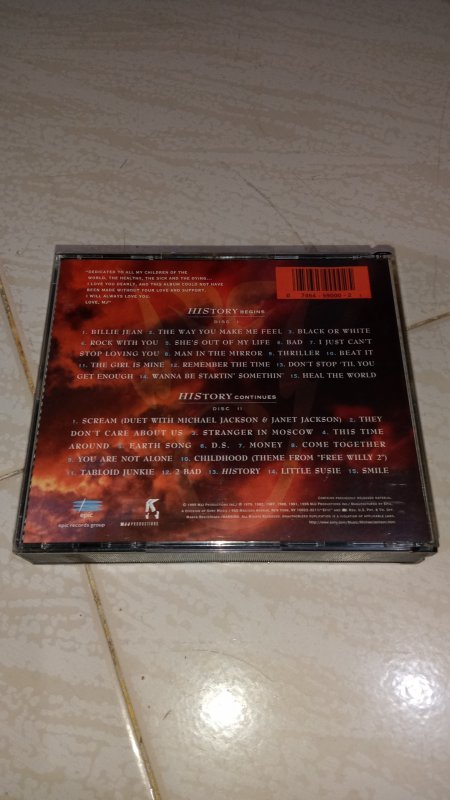 "DEDICATED TO ALL MY CHILDREN OF THE
WORLD, THE HEALTHY, THE SICK AND THE DYING...
I LOVE YOU DEARLY, AND THIS ALBUM COULD NOT HAVE
BEEN MADE WITHOUT YOUR LOVE AND SUPPORT.
I WILL ALWAYS LOVE YOU.
LOVE, MJ"
HISTORY BEGINS
DISC I
1. BILLIE JEAN 2. THE WAY YOU MAKE ME FEEL 3. BLACK OR WHITE
4. ROCK WITH YOU 5. SHE'S OUT OF MY LIFE 6. BAD 7. I JUST CAN'T
STOP LOVING YOU 8. MAN IN THE MIRROR 9. THRILLER 10. BEAT IT
11. THE GIRL IS MINE 12. REMEMBER THE TIME 13. DON'T STOP 'TIL YOU
GET ENOUGH 14. WANNA BE STARTIN' SOMETHIN' 15. HEAL THE WORLD
HISTORY CONTINUES
DISC II
1. SCREAM (DUET WITH MICHAEL JACKSON & JANET JACKSON) 2. THEY
DON'T CARE ABOUT US 3. STRANGER IN MOSCOW 4. THIS TIME
AROUND 5. EARTH SONG 6. D.S. 7. MONEY 8. COME TOGETHER
9. YOU ARE NOT ALONE 10. CHILDHOOD (THEME FROM "FREE WILLY 2")
11. TABLOID JUNKIE 12. 2 BAD 13. HISTORY 14. LITTLE SUSIE 15. SMILE
epic
epic records group
MJJ PRODUCTIONS
CONTAINS PREVIOUSLY RELEASED MATERIAL.